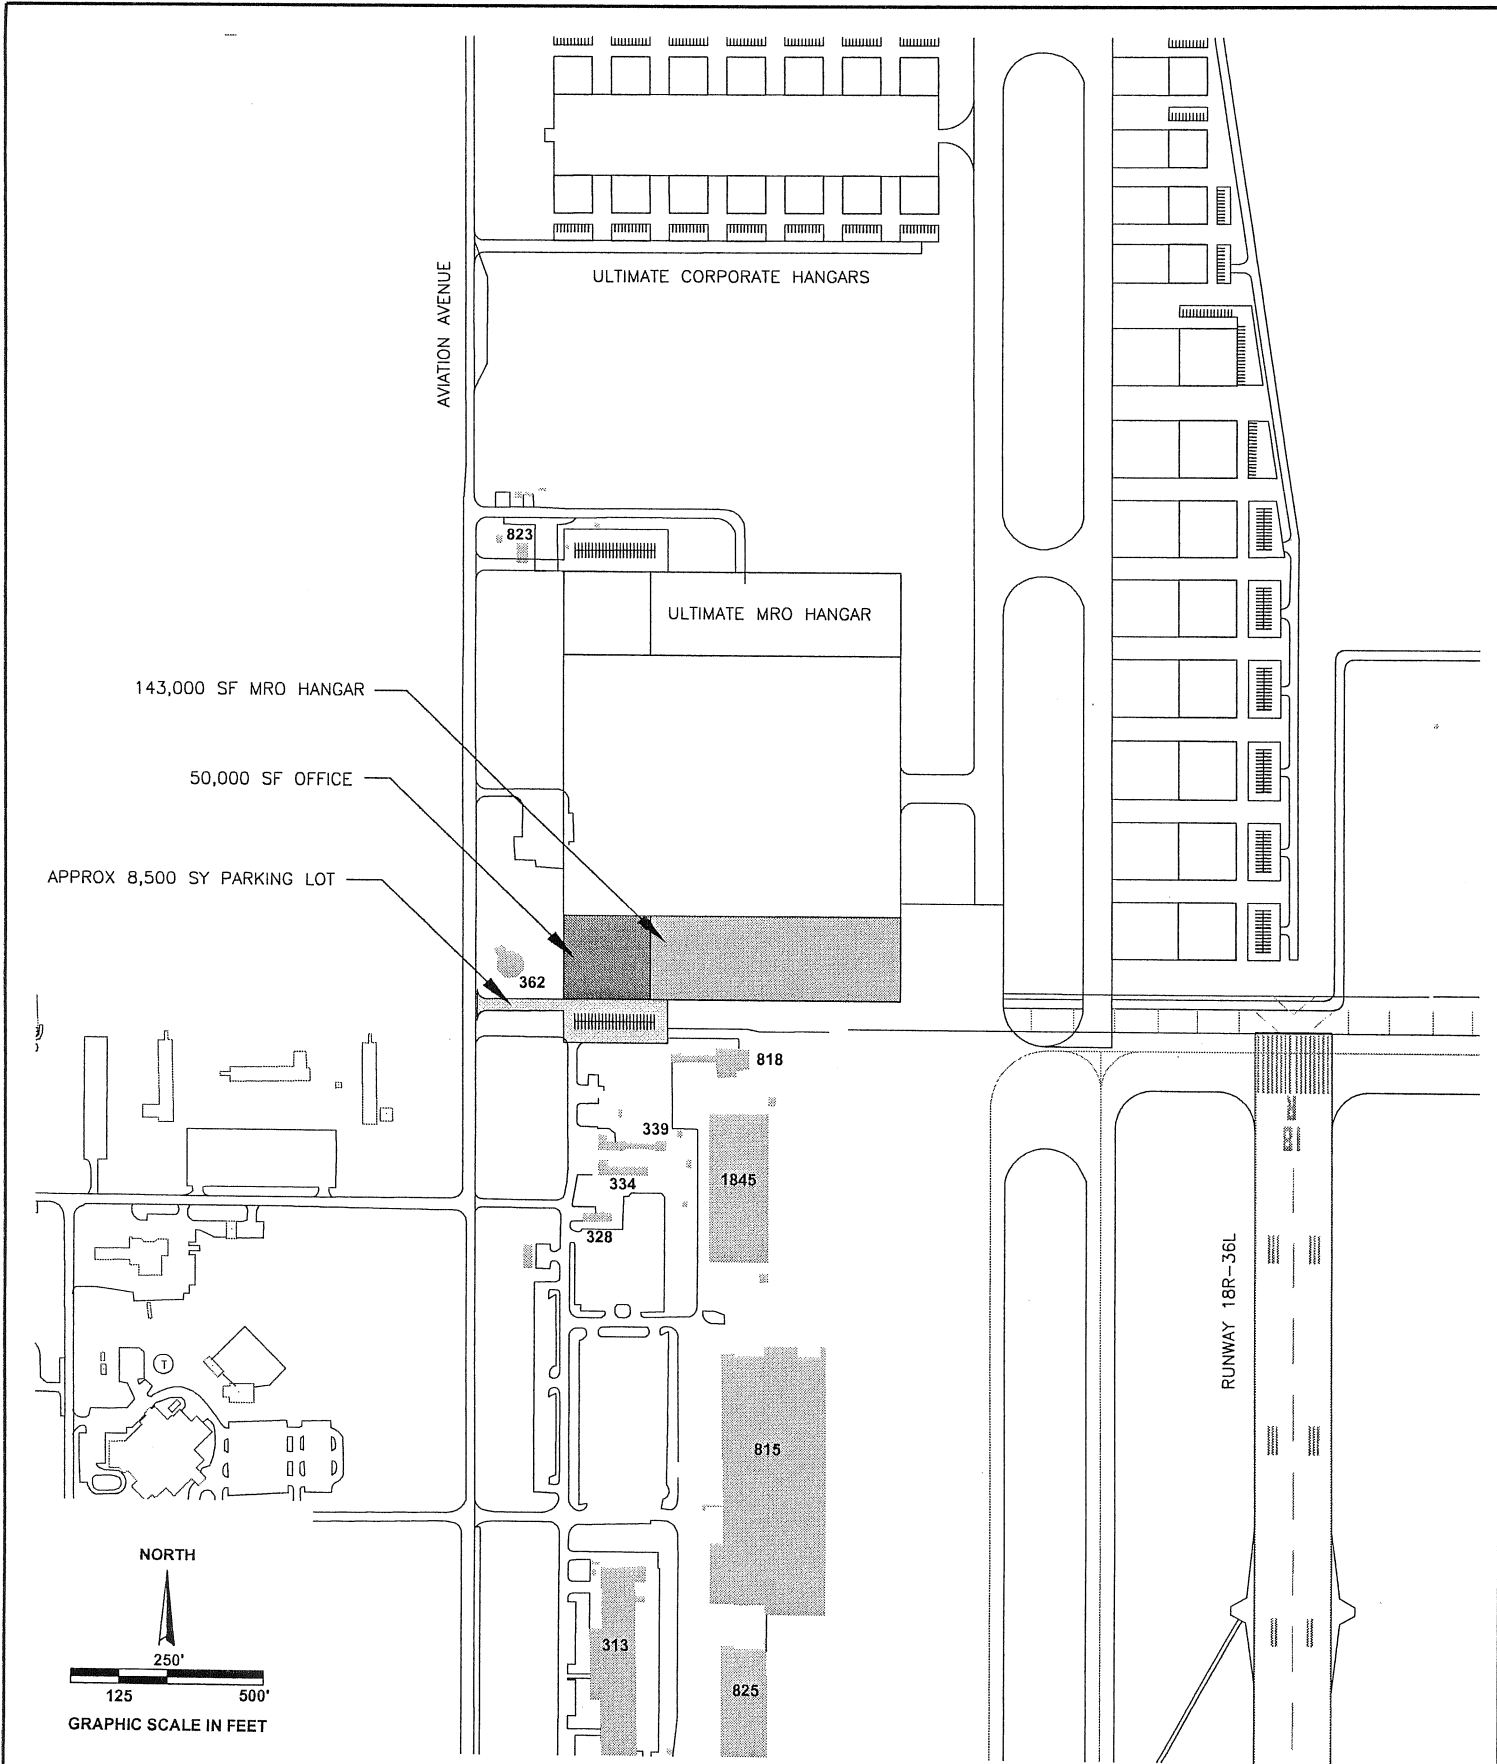 AVIATION AVENUE
ULTIMATE CORPORATE HANGARS
823
ULTIMATE MRO HANGAR
143,000 SF MRO HANGAR
50,000 SF OFFICE
APPROX 8,500 SY PARKING LOT
362
818
339
334
1845
328
RUNWAY 18R-36L
T
815
NORTH
250'
125 500'
GRAPHIC SCALE IN FEET
313
825